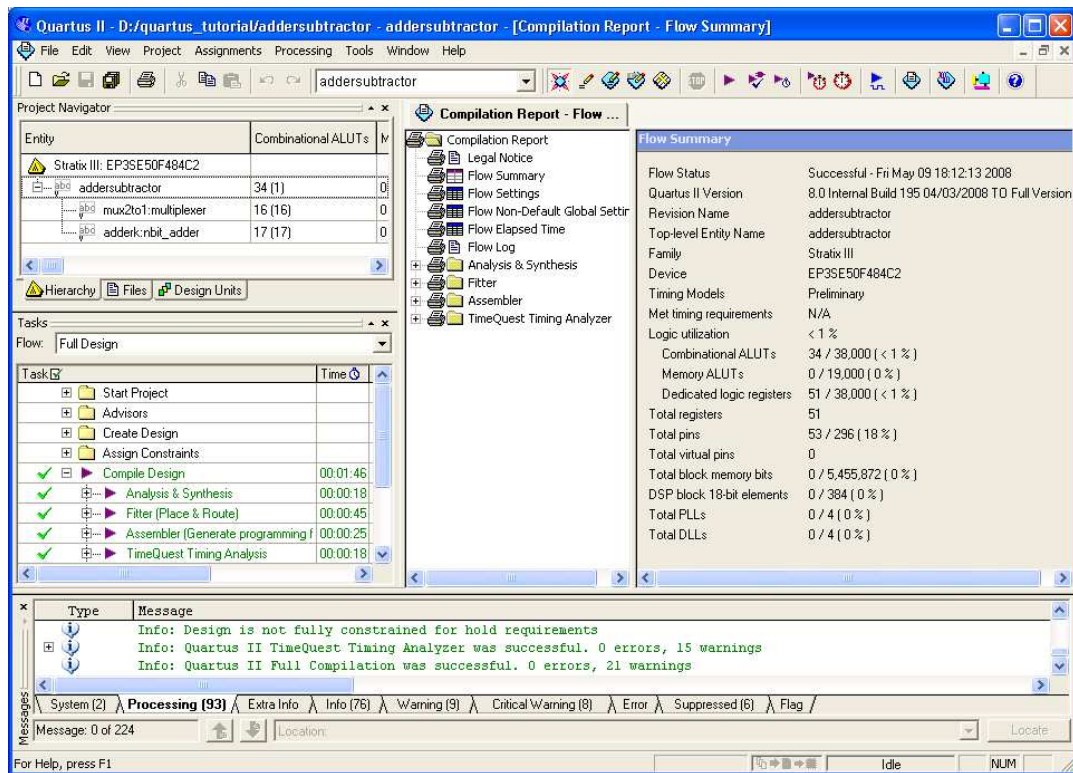 Quartus II - D:/quartus_tutorial/addersubtractor - addersubtractor - [Compilation Report - Flow Summary]
File Edit View Project Assignments Processing Tools Window Help
addersubtractor
Project Navigator
Entity Combinational ALUTs M
Stratix III: EP3SE50F484C2
abd addersubtractor 34 (1) 0
abd mux2to1:multiplexer 16 (16) 0
abd adderk:nbit_adder 17 (17) 0
Hierarchy Files Design Units
Tasks
Flow: Full Design
Task Time
Start Project
Advisors
Create Design
Assign Constraints
Compile Design 00:01:46
Analysis & Synthesis 00:00:18
Fitter (Place & Route) 00:00:45
Assembler (Generate programming f 00:00:25
TimeQuest Timing Analysis 00:00:18
Compilation Report - Flow ...
Compilation Report
Legal Notice
Flow Summary
Flow Settings
Flow Non-Default Global Settir
Flow Elapsed Time
Flow Log
Analysis & Synthesis
Fitter
Assembler
TimeQuest Timing Analyzer
Flow Summary
Flow Status Successful - Fri May 09 18:12:13 2008
Quartus II Version 8.0 Internal Build 195 04/03/2008 TO Full Version
Revision Name addersubtractor
Top-level Entity Name addersubtractor
Family Stratix III
Device EP3SE50F484C2
Timing Models Preliminary
Met timing requirements N/A
Logic utilization < 1 %
Combinational ALUTs 34 / 38,000 ( < 1 % )
Memory ALUTs 0 / 19,000 ( 0 % )
Dedicated logic registers 51 / 38,000 ( < 1 % )
Total registers 51
Total pins 53 / 296 ( 18 % )
Total virtual pins 0
Total block memory bits 0 / 5,455,872 ( 0 % )
DSP block 18-bit elements 0 / 384 ( 0 % )
Total PLLs 0 / 4 ( 0 % )
Total DLLs 0 / 4 ( 0 % )
Type Message
Info: Design is not fully constrained for hold requirements
Info: Quartus II TimeQuest Timing Analyzer was successful. 0 errors, 15 warnings
Info: Quartus II Full Compilation was successful. 0 errors, 21 warnings
System (2) Processing (93) Extra Info Info (76) Warning (9) Critical Warning (8) Error Suppressed (6) Flag
Messages
Message: 0 of 224 Location: Locate
For Help, press F1 Idle NUM